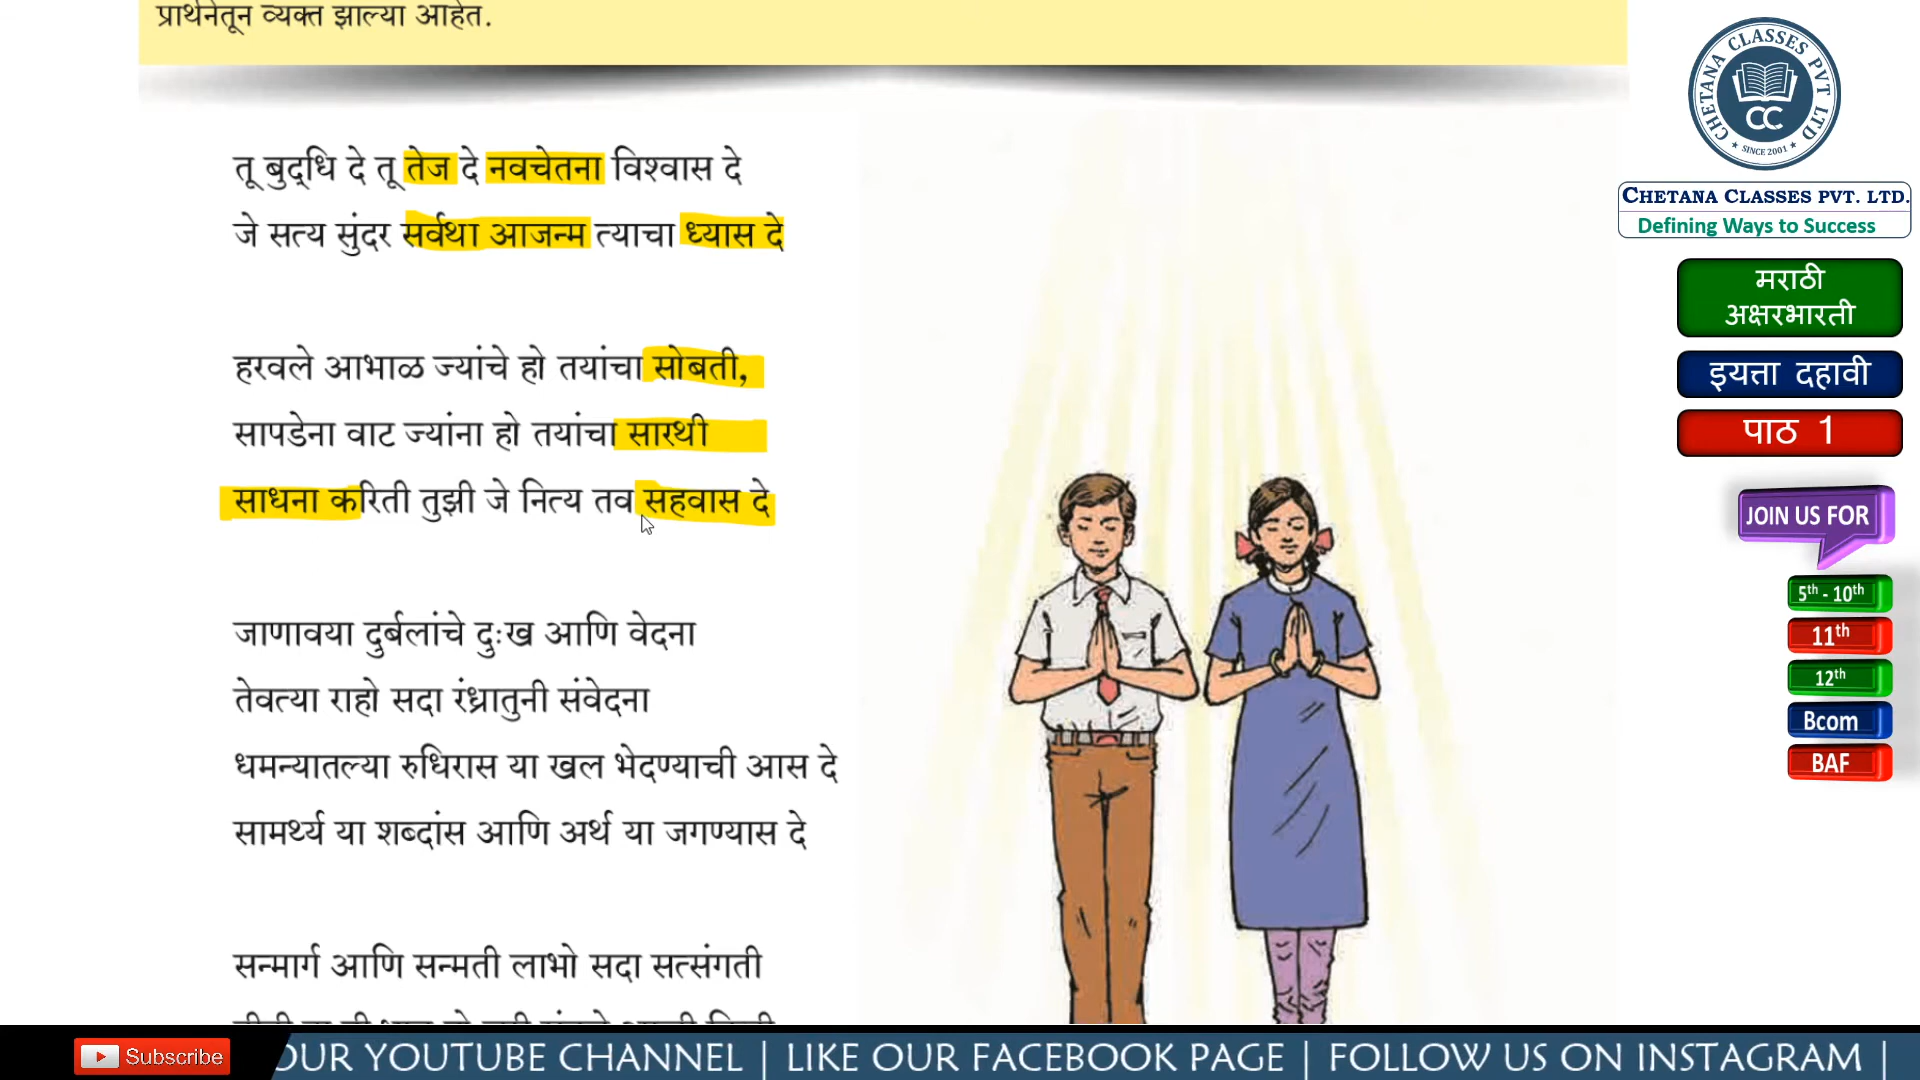 प्रार्थनेतून व्यक्त झाल्या आहेत.
तू बुद्‌धि दे तू तेज दे नवचेतना विश्वास दे
जे सत्य सुंदर सर्वथा आजन्म त्याचा ध्यास दे
हरवले आभाळ ज्यांचे हो तयांचा सोबती,
सापडेना वाट ज्यांना हो तयांचा सारथी
साधना करिती तुझी जे नित्य तव सहवास दे
जाणावया दुर्बलांचे दुःख आणि वेदना
तेवत्या राहो सदा रंध्रातुनी संवेदना
धमन्यातल्या रुधिरास या खल भेदण्याची आस दे
सामर्थ्य या शब्दांस आणि अर्थ या जगण्यास दे
सन्मार्ग आणि सन्मती लाभो सदा सत्संगती
CHETANA CLASSES PVT LTD
CC
★ SINCE 2001 ★
CHETANA CLASSES PVT. LTD.
Defining Ways to Success
मराठी
अक्षरभारती
इयत्ता दहावी
पाठ 1
JOIN US FOR
5th - 10th
11th
12th
Bcom
BAF
Subscribe
OUR YOUTUBE CHANNEL | LIKE OUR FACEBOOK PAGE | FOLLOW US ON INSTAGRAM |